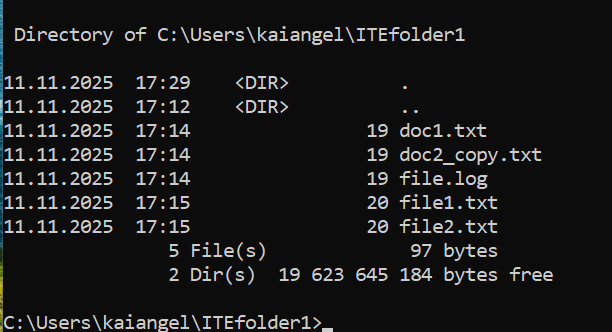 Directory of C:\Users\kaiangel\ITEfolder1
11.11.2025  17:29    <DIR>          .
11.11.2025  17:12    <DIR>          ..
11.11.2025  17:14                19 doc1.txt
11.11.2025  17:14                19 doc2_copy.txt
11.11.2025  17:14                19 file.log
11.11.2025  17:15                20 file1.txt
11.11.2025  17:15                20 file2.txt
               5 File(s)             97 bytes
               2 Dir(s)  19 623 645 184 bytes free
C:\Users\kaiangel\ITEfolder1>